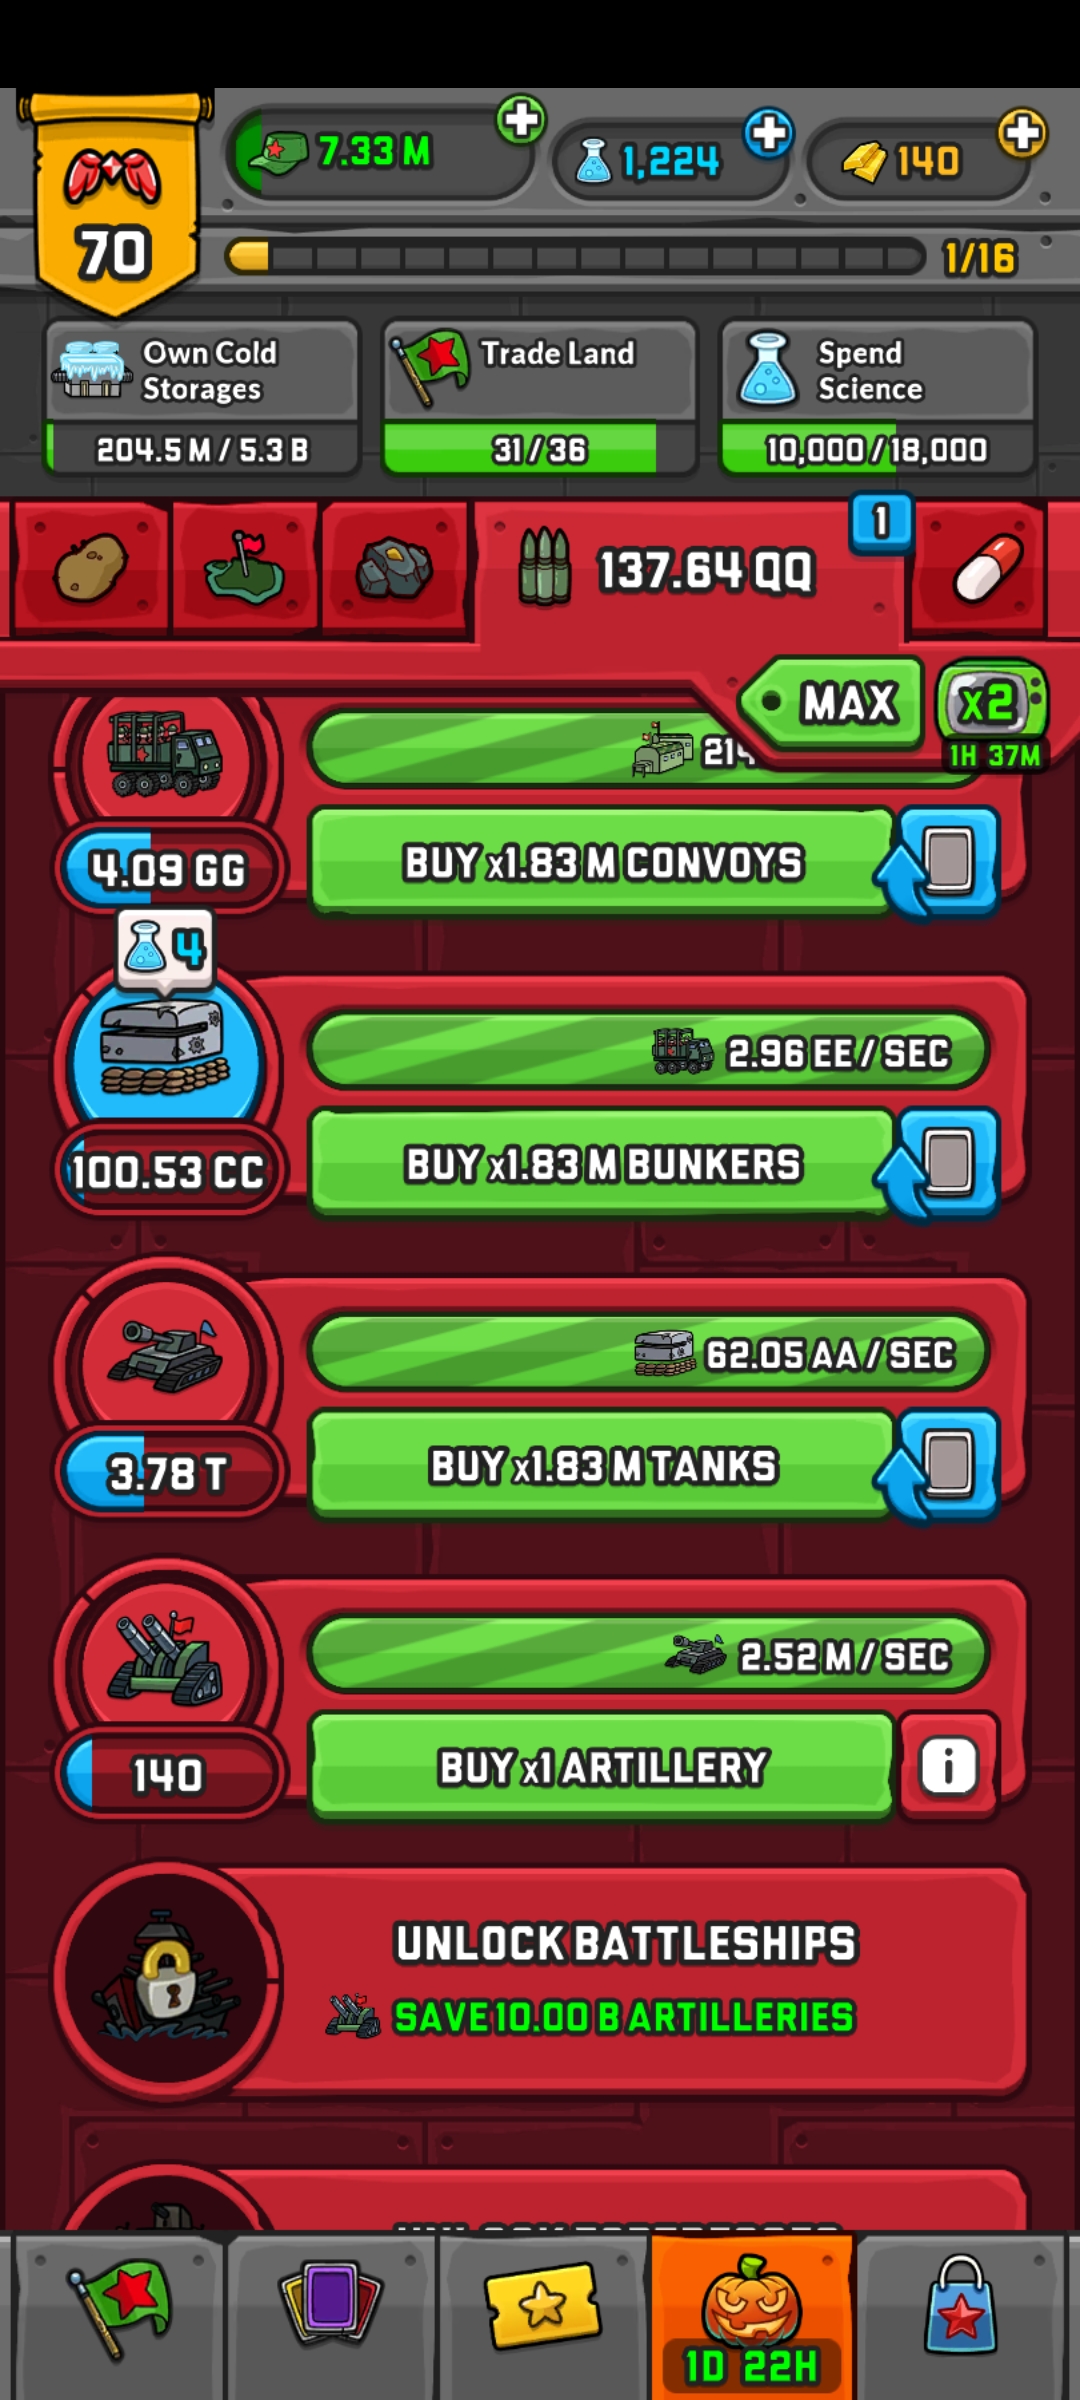 7.33 M
1,224
140
70
1/16
Own Cold
Storages
Trade Land
Spend
Science
204.5 M / 5.3 B
31 / 36
10,000 / 18,000
1
137.64 QQ
MAX
x2
1H 37M
4.09 GG
BUY x1.83 M CONVOYS
4
2.96 EE / SEC
100.53 CC
BUY x1.83 M BUNKERS
62.05 AA / SEC
3.78 T
BUY x1.83 M TANKS
2.52 M / SEC
140
BUY x1 ARTILLERY
i
UNLOCK BATTLESHIPS
SAVE 10.00 B ARTILLERIES
1D 22H